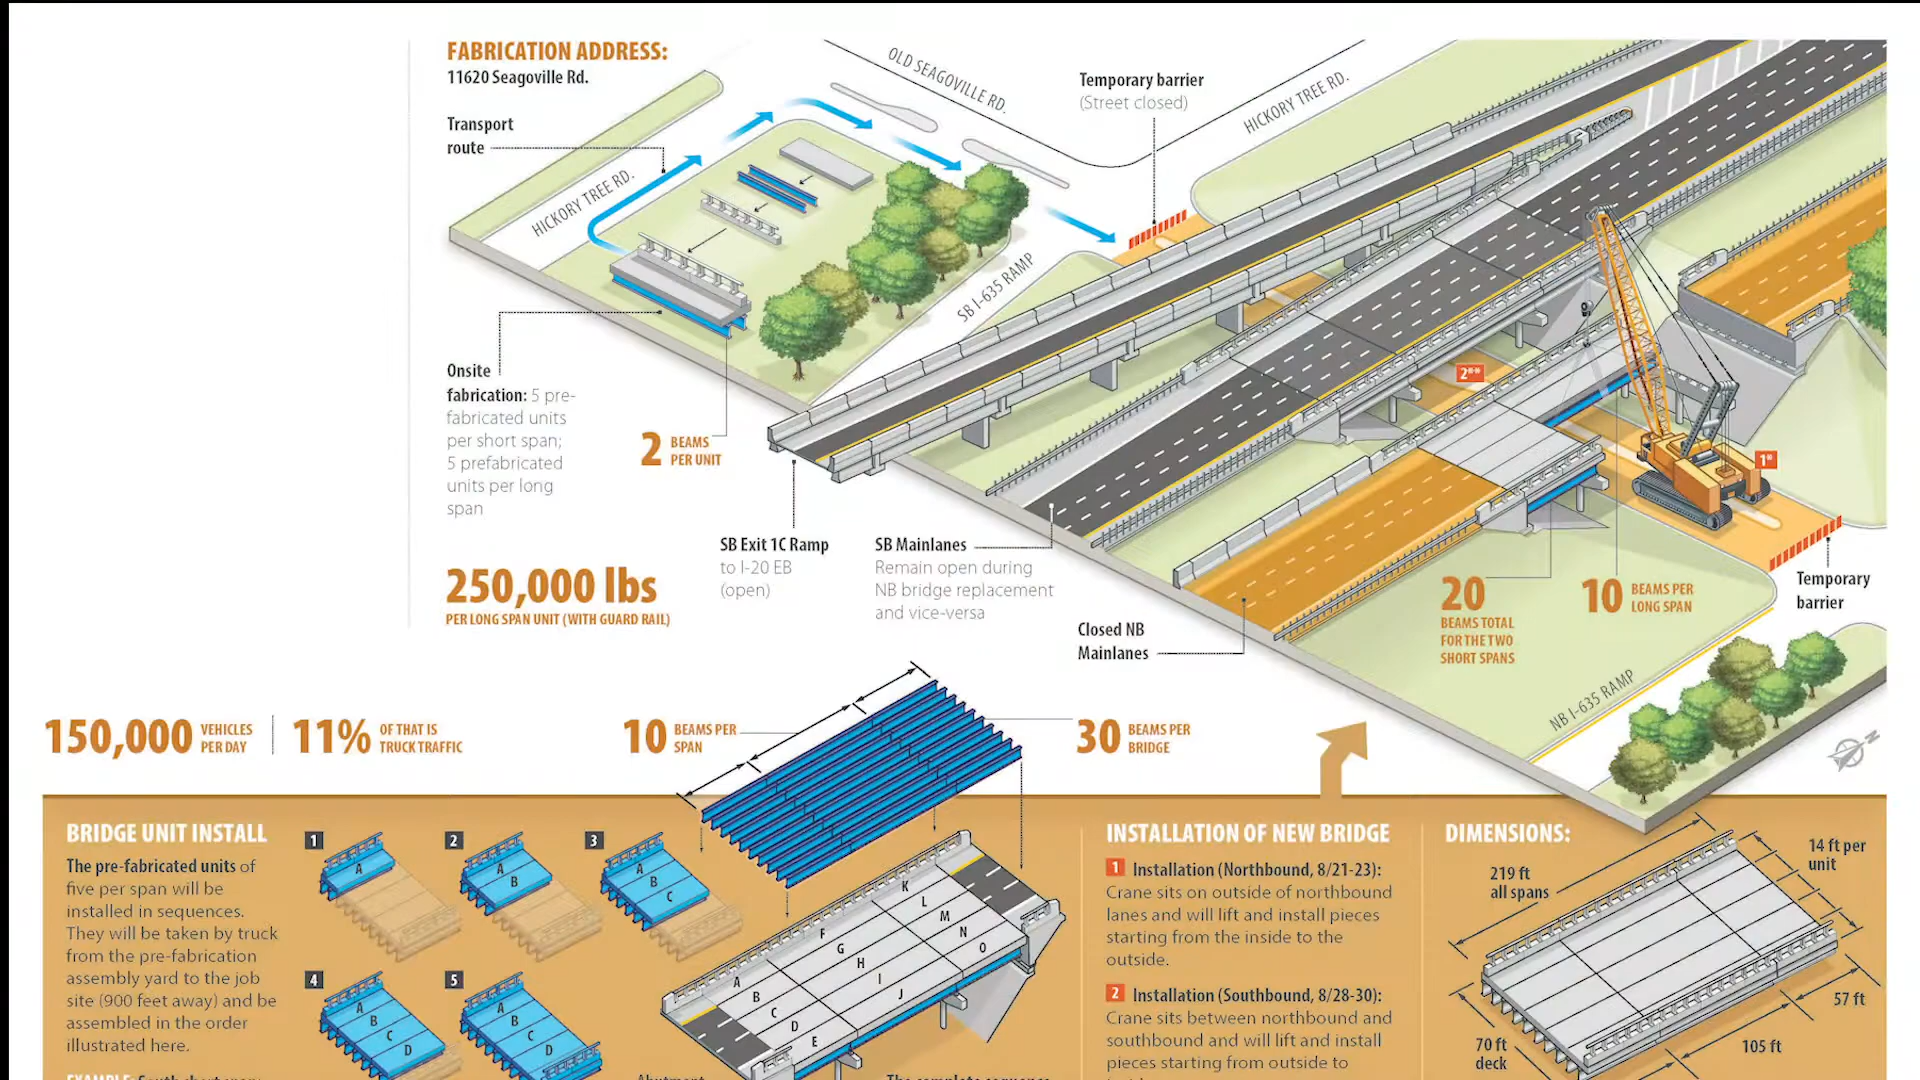 FABRICATION ADDRESS:
11620 Seagoville Rd.
Transport
route
HICKORY TREE RD.
OLD SEAGOVILLE RD.
Temporary barrier
(Street closed)
HICKORY TREE RD.
SB I-635 RAMP
Onsite
fabrication: 5 pre-
fabricated units
per short span;
5 prefabricated
units per long
span
2 BEAMS
PER UNIT
250,000 lbs
PER LONG SPAN UNIT (WITH GUARD RAIL)
SB Exit 1C Ramp
to I-20 EB
(open)
SB Mainlanes
Remain open during
NB bridge replacement
and vice-versa
Closed NB
Mainlanes
2**
1*
20
BEAMS TOTAL
FOR THE TWO
SHORT SPANS
10 BEAMS PER
LONG SPAN
Temporary
barrier
NB I-635 RAMP
N
150,000 VEHICLES
PER DAY
11% OF THAT IS
TRUCK TRAFFIC
10 BEAMS PER
SPAN
30 BEAMS PER
BRIDGE
BRIDGE UNIT INSTALL
The pre-fabricated units of
five per span will be
installed in sequences.
They will be taken by truck
from the pre-fabrication
assembly yard to the job
site (900 feet away) and be
assembled in the order
illustrated here.
1
A
2
A
B
3
A
B
C
4
A
B
C
D
5
A
B
C
D
K
L
M
N
O
F
G
H
I
J
A
B
C
D
E
INSTALLATION OF NEW BRIDGE
1 Installation (Northbound, 8/21-23):
Crane sits on outside of northbound
lanes and will lift and install pieces
starting from the inside to the
outside.
2 Installation (Southbound, 8/28-30):
Crane sits between northbound and
southbound and will lift and install
pieces starting from outside to
DIMENSIONS:
219 ft
all spans
14 ft per
unit
57 ft
105 ft
70 ft
deck